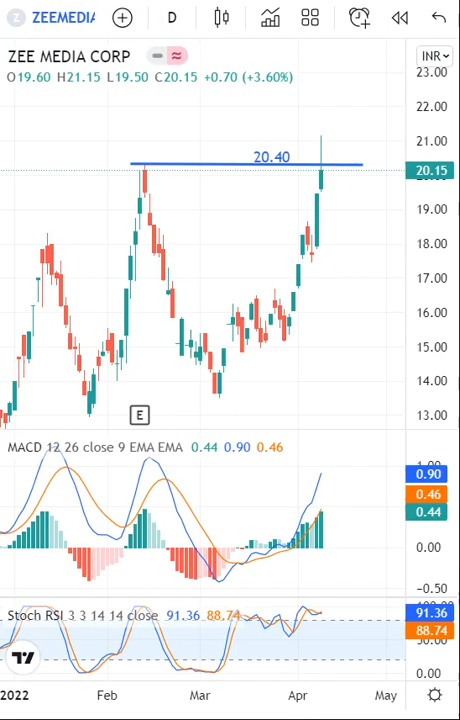 Z ZEEMEDIA D
ZEE MEDIA CORP
INR
O19.60 H21.15 L19.50 C20.15 +0.70 (+3.60%)
23.00
22.00
21.00
20.40
20.15
19.00
18.00
17.00
16.00
15.00
14.00
13.00
E
MACD 12 26 close 9 EMA EMA 0.44 0.90 0.46
0.90
0.46
0.44
0.00
−0.50
Stoch RSI 3 3 14 14 close 91.36 88.74
91.36
88.74
50.00
0.00
2022 Feb Mar Apr May